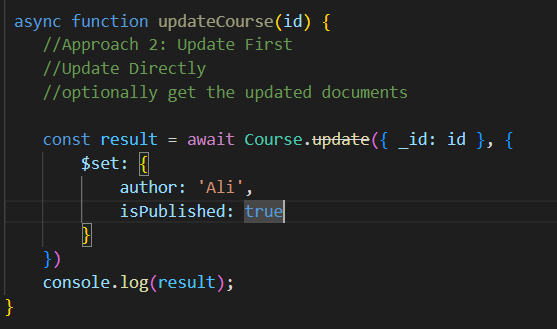 async function updateCourse(id) {
//Approach 2: Update First
//Update Directly
//optionally get the updated documents
const result = await Course.update({ _id: id }, {
$set: {
author: 'Ali',
isPublished: true
}
})
console.log(result);
}